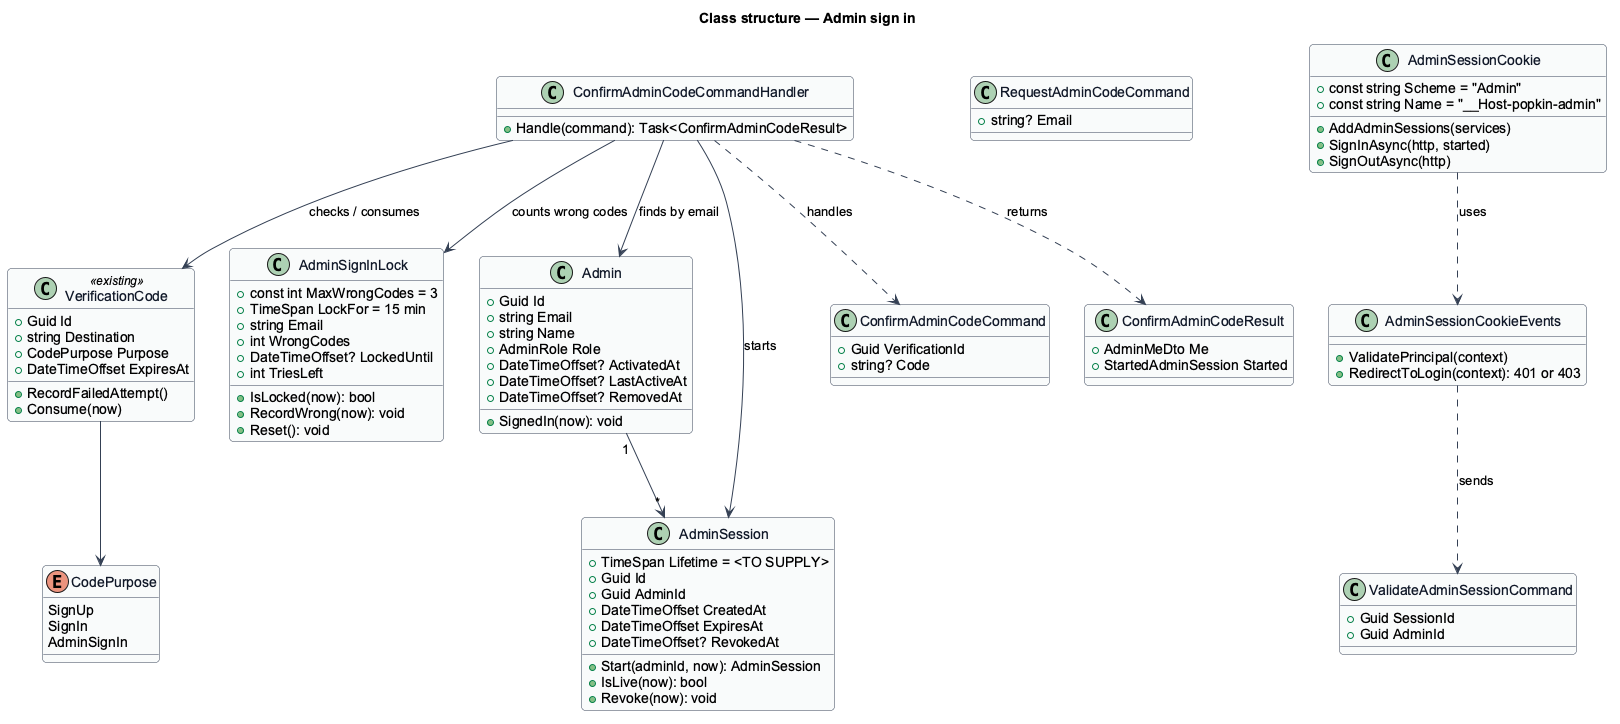 Class structure — Admin sign in
C ConfirmAdminCodeCommandHandler
Handle(command): Task<ConfirmAdminCodeResult>
C RequestAdminCodeCommand
string? Email
C AdminSessionCookie
const string Scheme = "Admin"
const string Name = "__Host-popkin-admin"
AddAdminSessions(services)
SignInAsync(http, started)
SignOutAsync(http)
checks / consumes
counts wrong codes
finds by email
starts
handles
returns
uses
C «existing»
VerificationCode
Guid Id
string Destination
CodePurpose Purpose
DateTimeOffset ExpiresAt
RecordFailedAttempt()
Consume(now)
C AdminSignInLock
const int MaxWrongCodes = 3
TimeSpan LockFor = 15 min
string Email
int WrongCodes
DateTimeOffset? LockedUntil
int TriesLeft
IsLocked(now): bool
RecordWrong(now): void
Reset(): void
C Admin
Guid Id
string Email
string Name
AdminRole Role
DateTimeOffset? ActivatedAt
DateTimeOffset? LastActiveAt
DateTimeOffset? RemovedAt
SignedIn(now): void
C ConfirmAdminCodeCommand
Guid VerificationId
string? Code
C ConfirmAdminCodeResult
AdminMeDto Me
StartedAdminSession Started
C AdminSessionCookieEvents
ValidatePrincipal(context)
RedirectToLogin(context): 401 or 403
1
*
sends
E CodePurpose
SignUp
SignIn
AdminSignIn
C AdminSession
TimeSpan Lifetime = <TO SUPPLY>
Guid Id
Guid AdminId
DateTimeOffset CreatedAt
DateTimeOffset ExpiresAt
DateTimeOffset? RevokedAt
Start(adminId, now): AdminSession
IsLive(now): bool
Revoke(now): void
C ValidateAdminSessionCommand
Guid SessionId
Guid AdminId